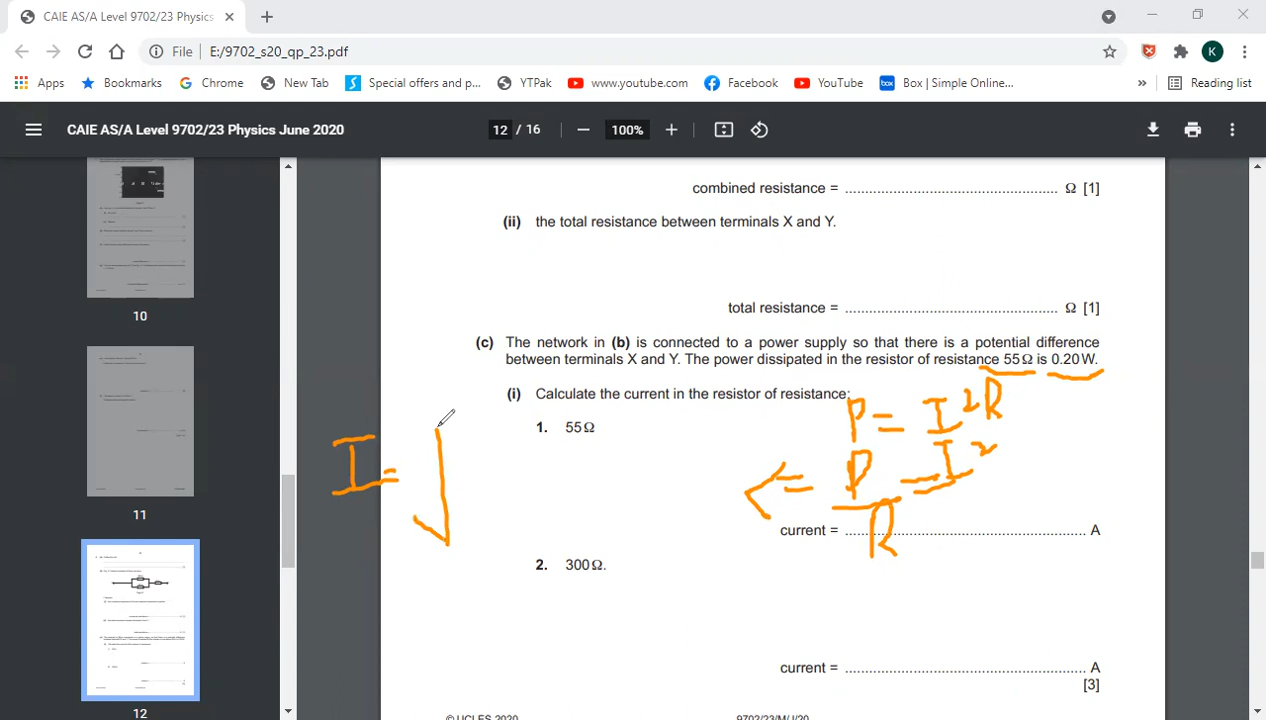 CAIE AS/A Level 9702/23 Physics
File E:/9702_s20_qp_23.pdf
K
Apps Bookmarks Chrome New Tab Special offers and p... YTPak www.youtube.com Facebook YouTube box Box | Simple Online... » Reading list
CAIE AS/A Level 9702/23 Physics June 2020 12 / 16 100%
combined resistance = ........................................................ Ω [1]
(ii) the total resistance between terminals X and Y.
10
total resistance = ........................................................ Ω [1]
(c) The network in (b) is connected to a power supply so that there is a potential difference
between terminals X and Y. The power dissipated in the resistor of resistance 55Ω is 0.20W.
(i) Calculate the current in the resistor of resistance:
P = I²R
1. 55Ω
I = √
<= P/R = I²
11
current = ........................................................ A
2. 300Ω.
current = ........................................................ A
[3]
12
© UCLES 2020 9702/23/M/J/20